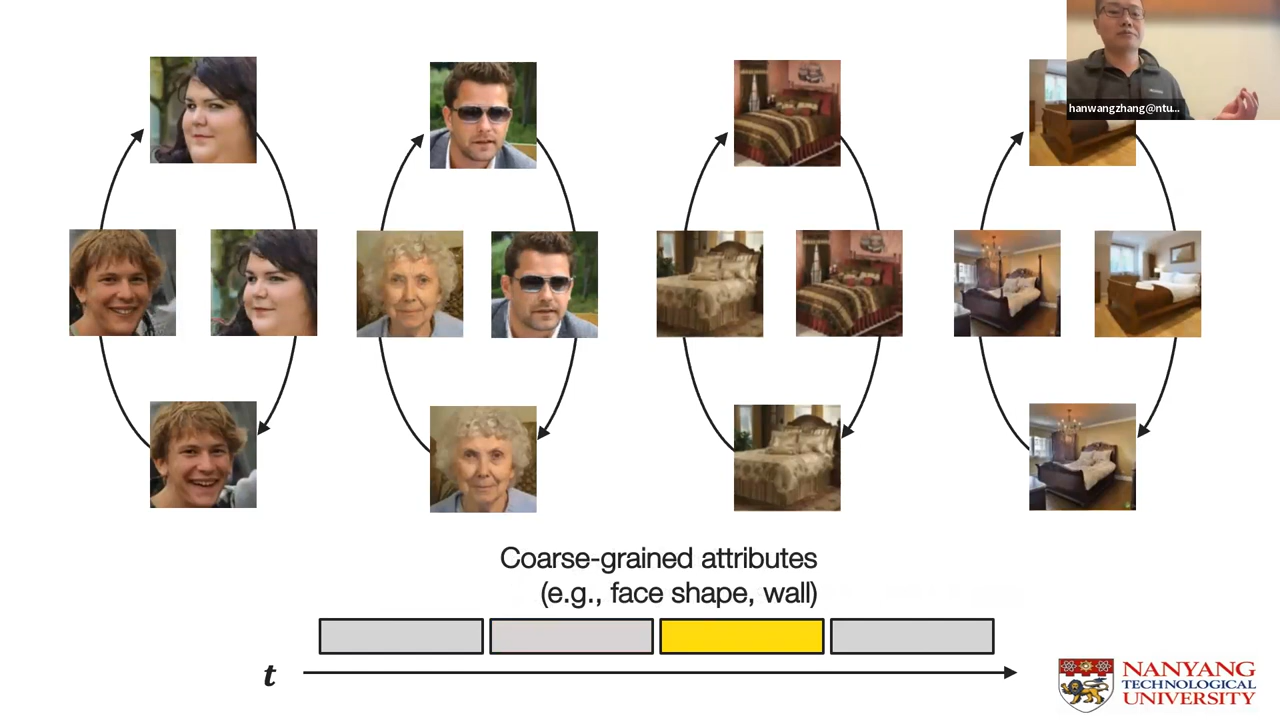 hanwangzhang@ntu...
Coarse-grained attributes
(e.g., face shape, wall)
t
NANYANG
TECHNOLOGICAL
UNIVERSITY